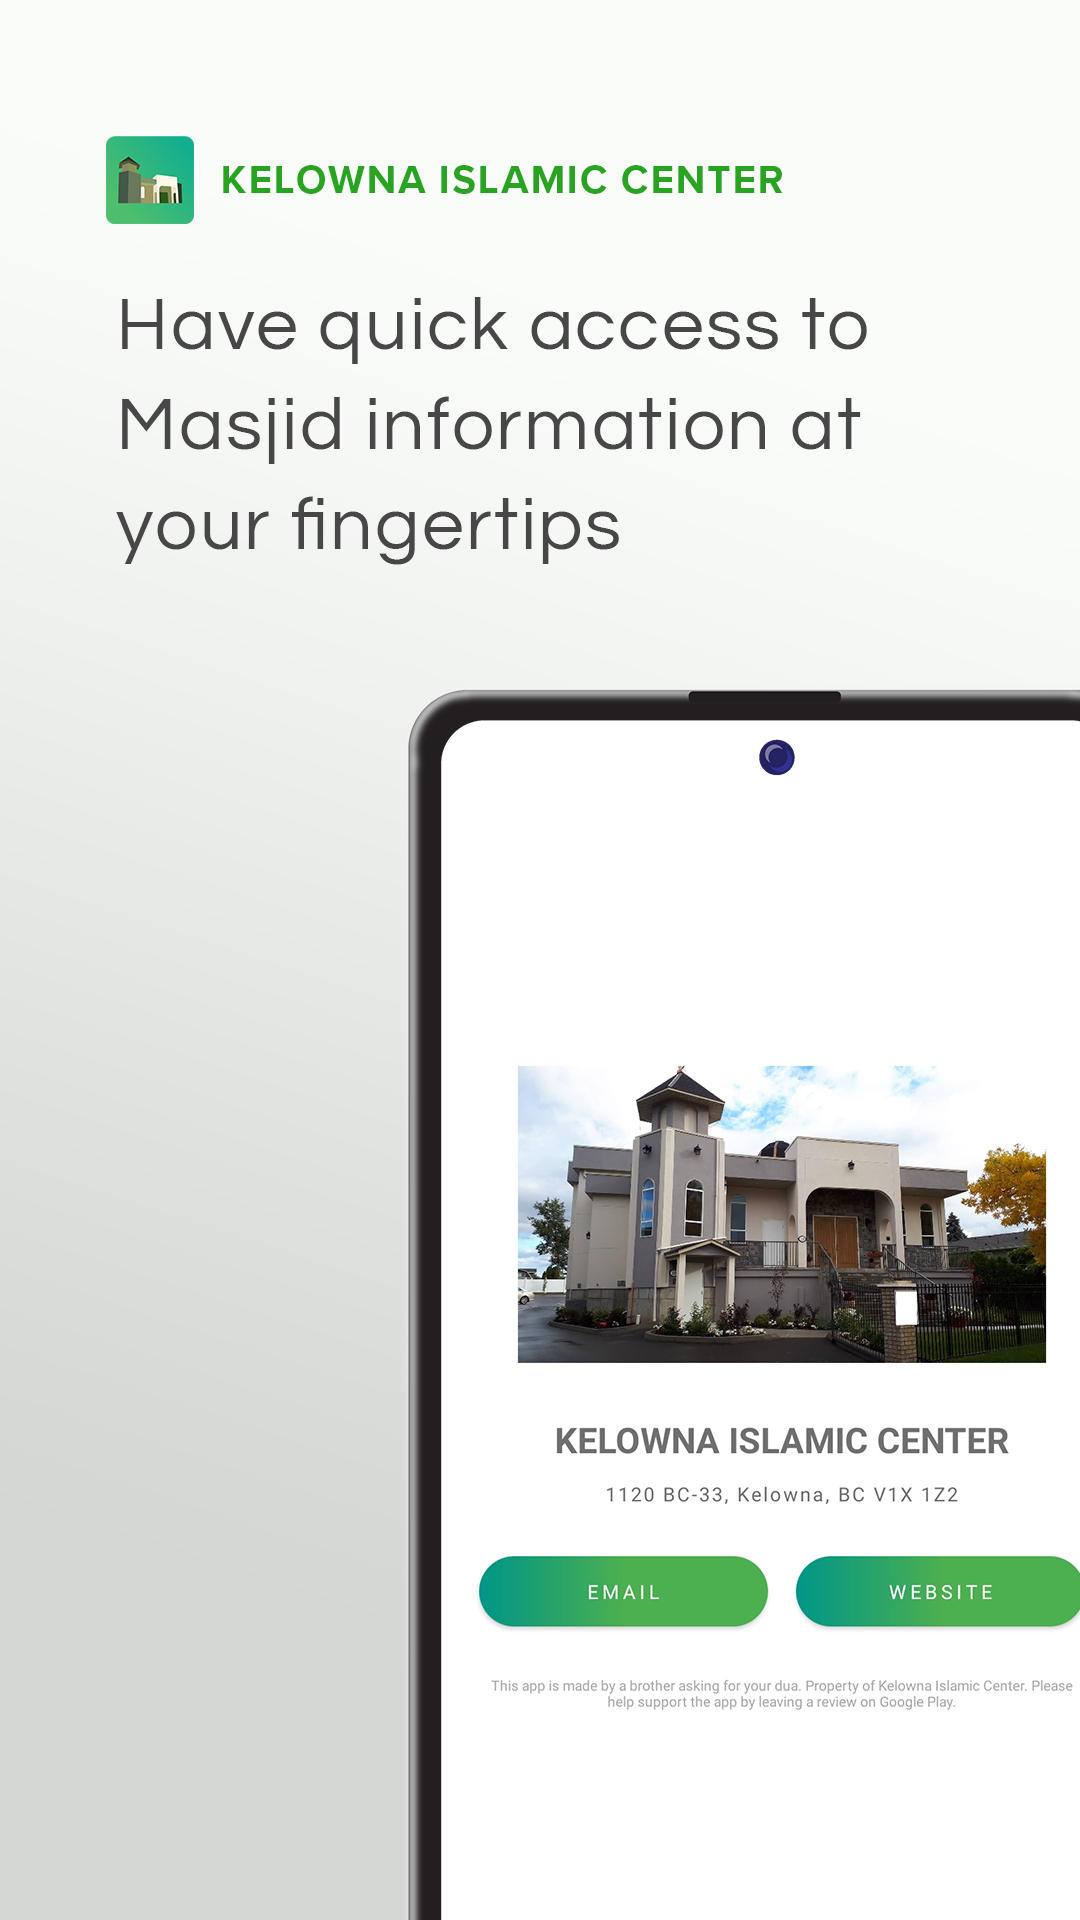 KELOWNA ISLAMIC CENTER
Have quick access to
Masjid information at
your fingertips
KELOWNA ISLAMIC CENTER
1120 BC-33, Kelowna, BC V1X 1Z2
EMAIL
WEBSITE
This app is made by a brother asking for your dua. Property of Kelowna Islamic Center. Please
help support the app by leaving a review on Google Play.